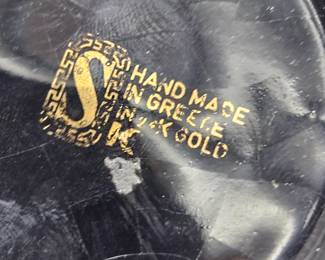 S
HAND MADE
IN GREECE
IN 24K GOLD
K